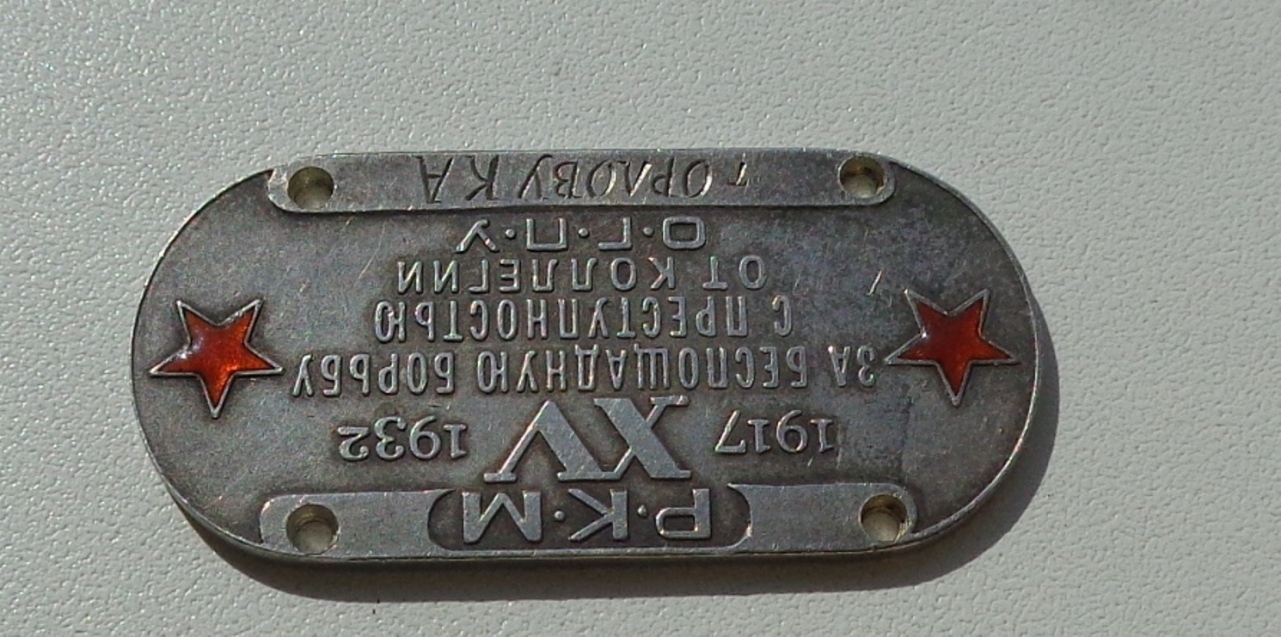 Р·К·М
1917 XV 1932
ЗА БЕСПОЩАДНУЮ БОРЬБУ
С ПРЕСТУПНОСТЬЮ
ОТ КОЛЛЕГИИ
О·Г·П·У
т ОРЛОВУ К А